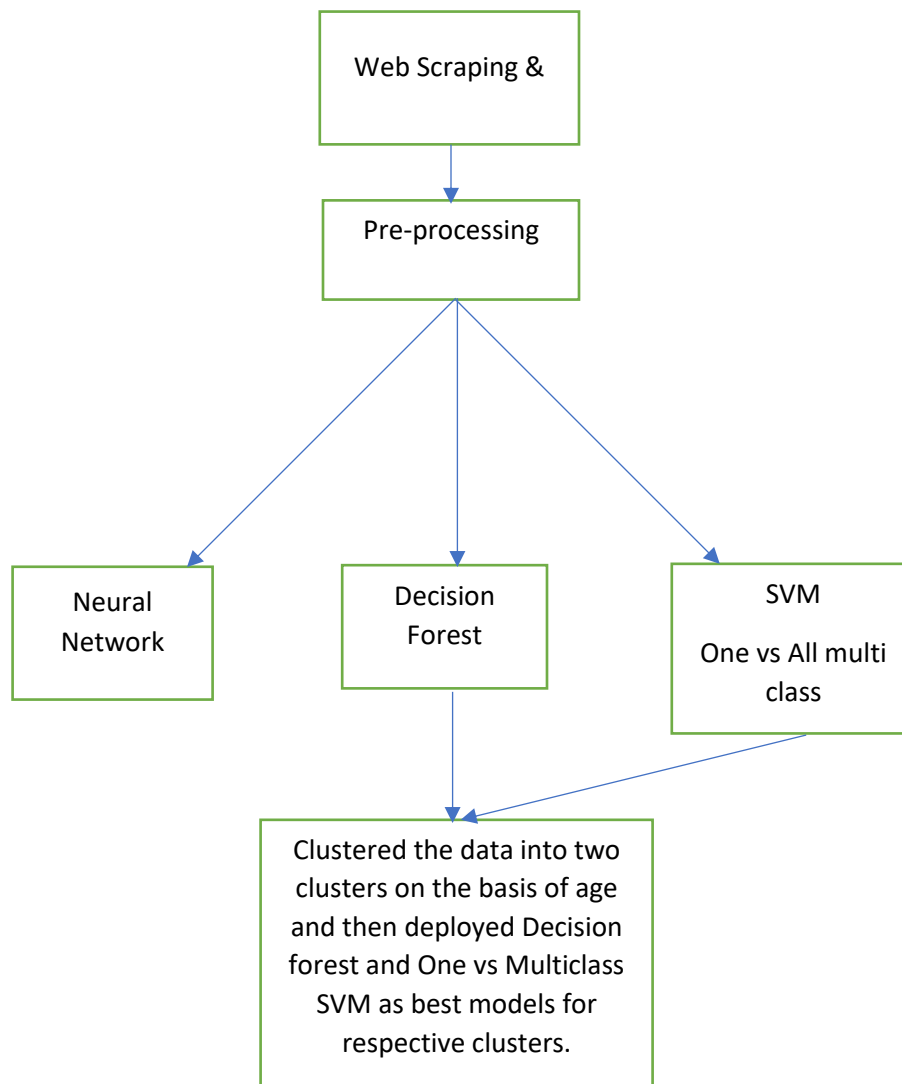 Web Scraping &
Pre-processing
Neural
Network
Decision
Forest
SVM
One vs All multi
class
Clustered the data into two
clusters on the basis of age
and then deployed Decision
forest and One vs Multiclass
SVM as best models for
respective clusters.